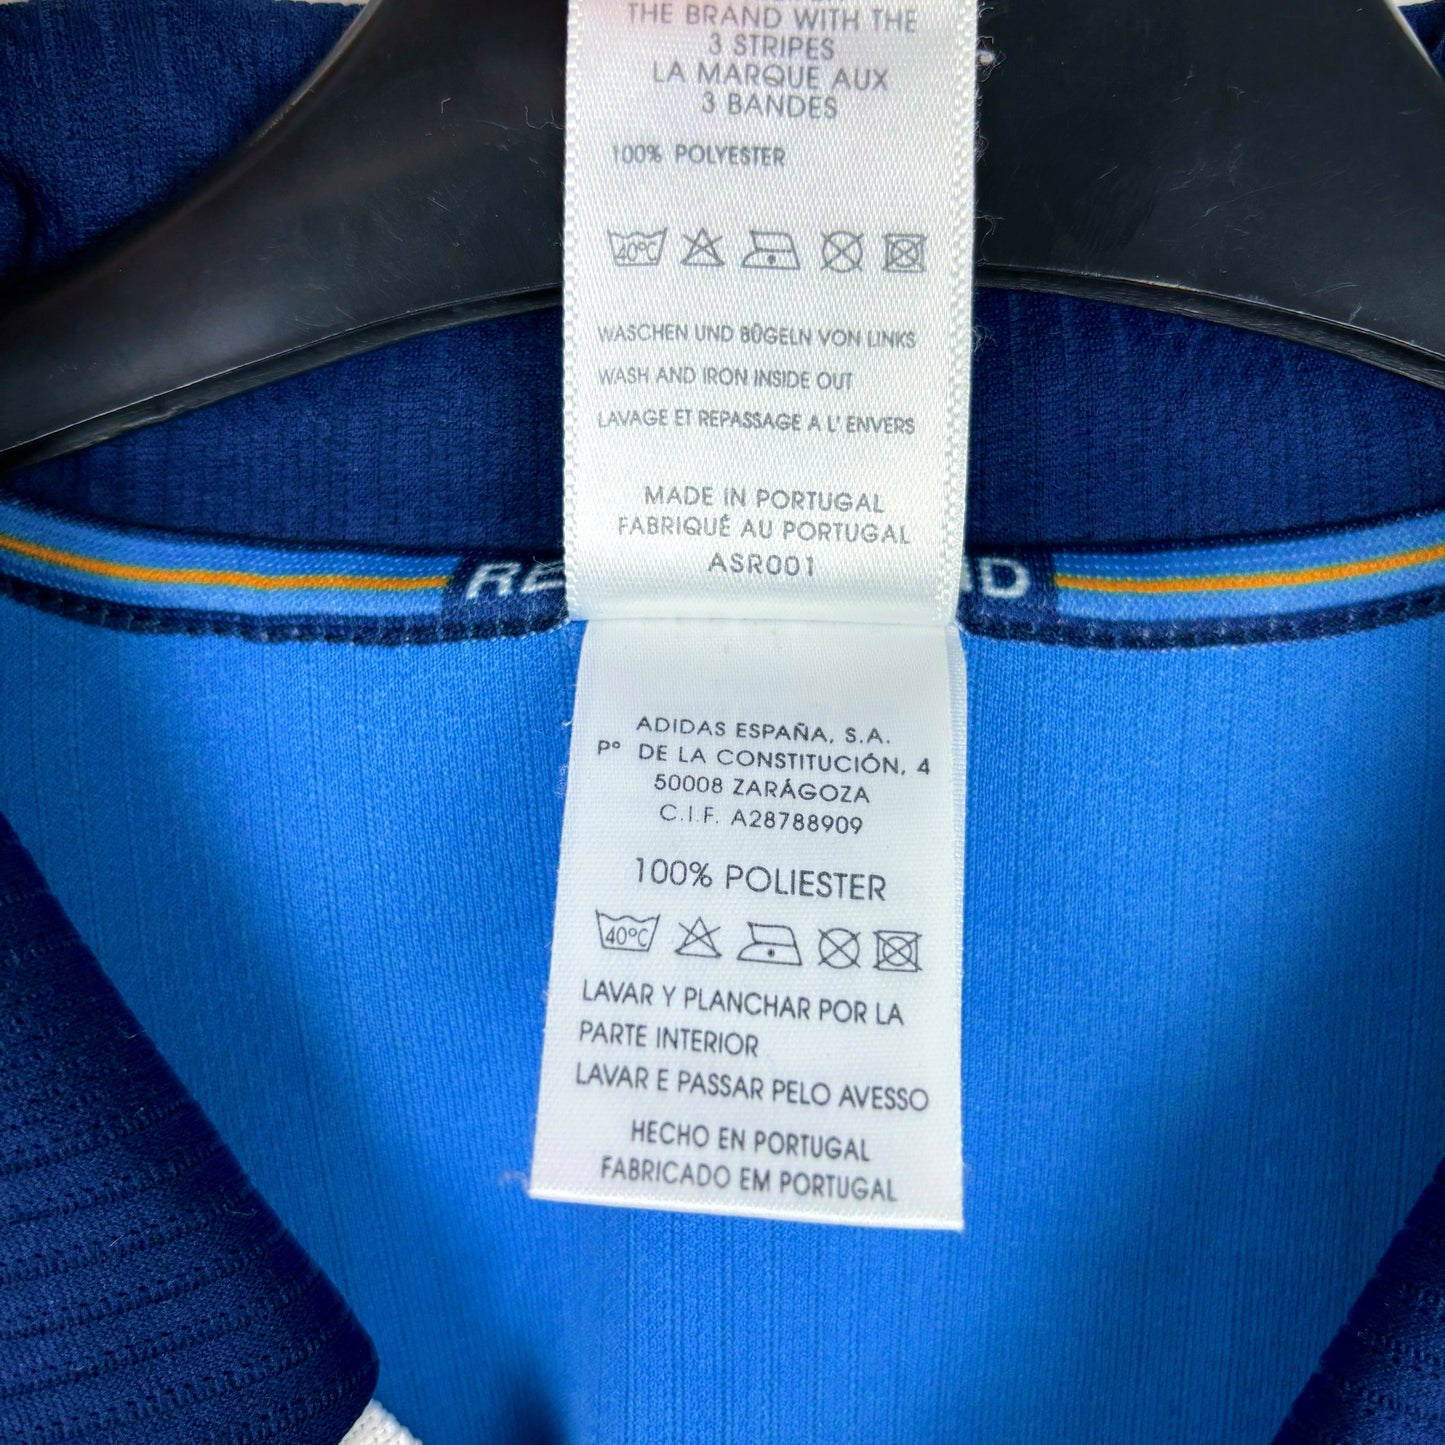 THE BRAND WITH THE
3 STRIPES
LA MARQUE AUX
3 BANDES
100% POLYESTER
40°C
WASCHEN UND BÜGELN VON LINKS
WASH AND IRON INSIDE OUT
LAVAGE ET REPASSAGE A L' ENVERS
MADE IN PORTUGAL
FABRIQUÉ AU PORTUGAL
ASR001
ADIDAS ESPAÑA, S.A.
Pº DE LA CONSTITUCIÓN, 4
50008 ZARÁGOZA
C.I.F. A28788909
100% POLIESTER
40°C
LAVAR Y PLANCHAR POR LA
PARTE INTERIOR
LAVAR E PASSAR PELO AVESSO
HECHO EN PORTUGAL
FABRICADO EM PORTUGAL